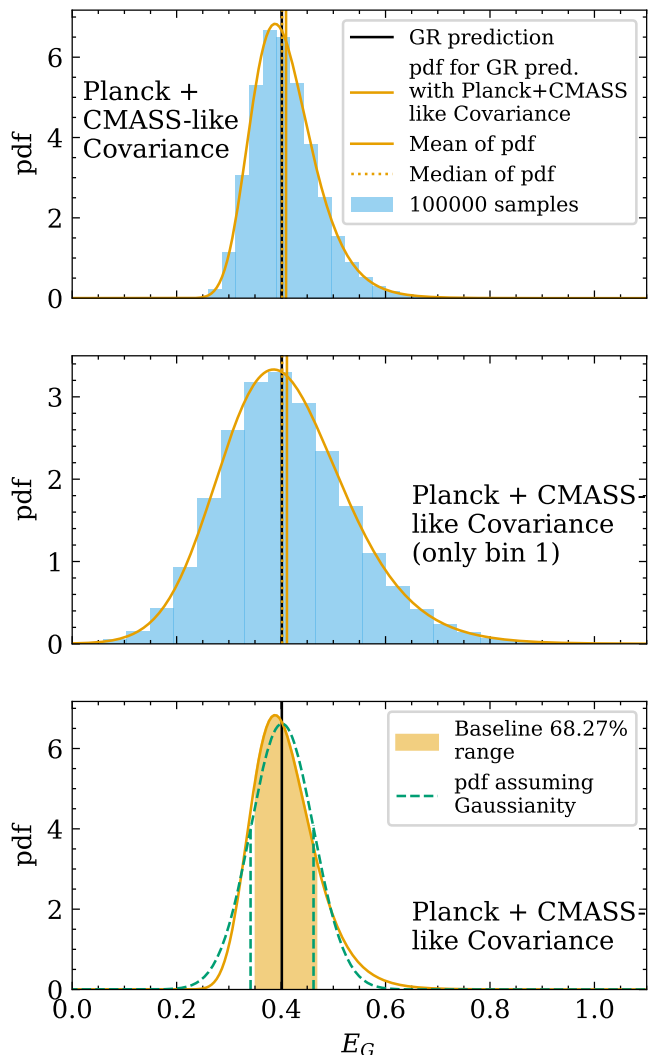 6
4
2
0
pdf
Planck +
CMASS-like
Covariance
GR prediction
pdf for GR pred.
with Planck+CMASS
like Covariance
Mean of pdf
Median of pdf
100000 samples
3
2
1
0
pdf
Planck + CMASS-
like Covariance
(only bin 1)
6
4
2
0
pdf
Baseline 68.27%
range
pdf assuming
Gaussianity
Planck + CMASS-
like Covariance
0.0 0.2 0.4 0.6 0.8 1.0
E_G